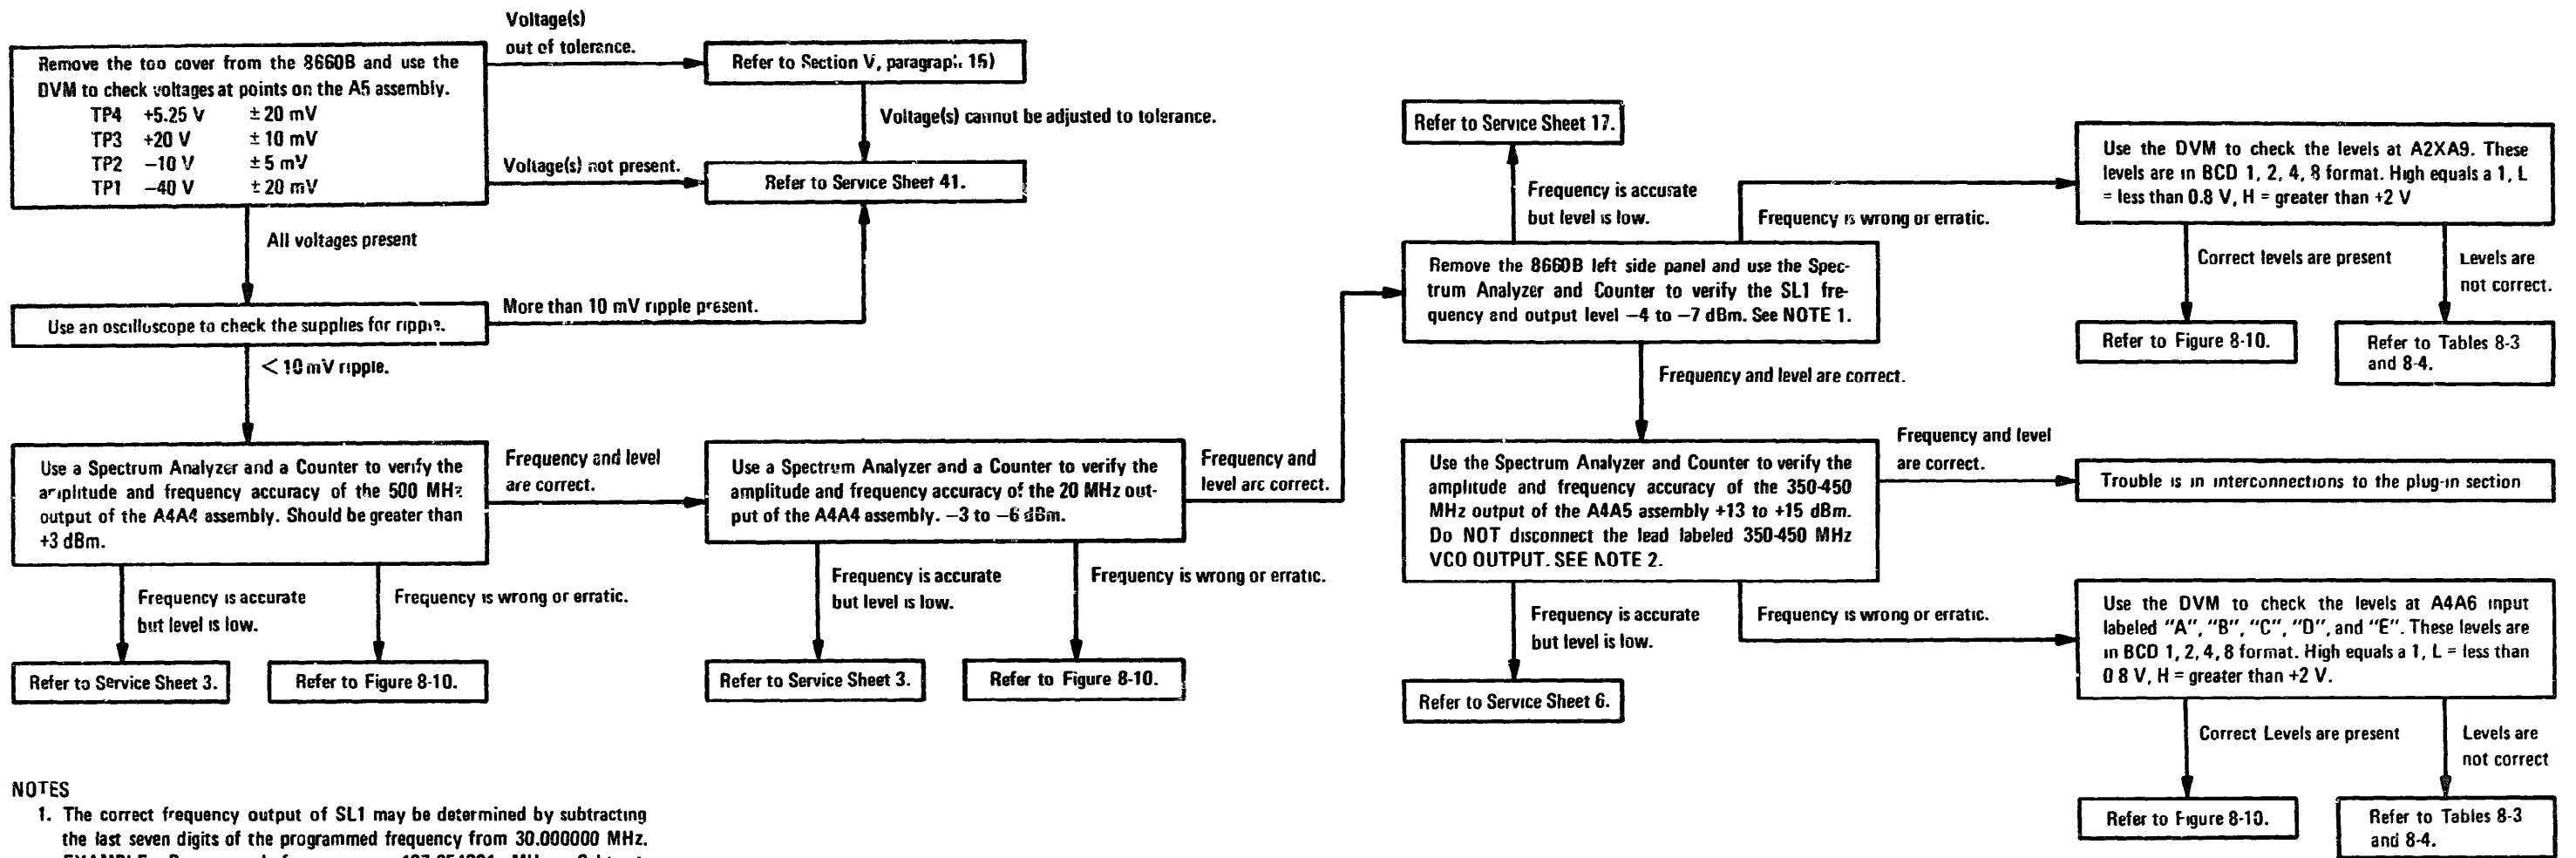 Remove the top cover from the 8660B and use the
DVM to check voltages at points on the A5 assembly.
TP4 +5.25 V ± 20 mV
TP3 +20 V ± 10 mV
TP2 −10 V ± 5 mV
TP1 −40 V ± 20 mV
Voltage(s)
out of tolerance.
Refer to Section V, paragraph 15)
Voltage(s) cannot be adjusted to tolerance.
Voltage(s) not present.
Refer to Service Sheet 41.
All voltages present
Use an oscilloscope to check the supplies for ripple.
More than 10 mV ripple present.
< 10 mV ripple.
Use a Spectrum Analyzer and a Counter to verify the
amplitude and frequency accuracy of the 500 MHz
output of the A4A4 assembly. Should be greater than
+3 dBm.
Frequency and level
are correct.
Frequency is accurate
but level is low.
Frequency is wrong or erratic.
Refer to Service Sheet 3.
Refer to Figure 8-10.
Use a Spectrum Analyzer and a Counter to verify the
amplitude and frequency accuracy of the 20 MHz out-
put of the A4A4 assembly. −3 to −6 dBm.
Frequency and
level are correct.
Frequency is accurate
but level is low.
Frequency is wrong or erratic.
Refer to Service Sheet 3.
Refer to Figure 8-10.
Refer to Service Sheet 17.
Frequency is accurate
but level is low.
Frequency is wrong or erratic.
Remove the 8660B left side panel and use the Spec-
trum Analyzer and Counter to verify the SL1 fre-
quency and output level −4 to −7 dBm. See NOTE 1.
Use the DVM to check the levels at A2XA9. These
levels are in BCD 1, 2, 4, 8 format. High equals a 1, L
= less than 0.8 V, H = greater than +2 V
Correct levels are present
Levels are
not correct.
Refer to Figure 8-10.
Refer to Tables 8-3
and 8-4.
Frequency and level are correct.
Use the Spectrum Analyzer and Counter to verify the
amplitude and frequency accuracy of the 350-450
MHz output of the A4A5 assembly +13 to +15 dBm.
Do NOT disconnect the lead labeled 350-450 MHz
VCO OUTPUT. SEE NOTE 2.
Frequency and level
are correct.
Trouble is in interconnections to the plug-in section
Frequency is accurate
but level is low.
Frequency is wrong or erratic.
Refer to Service Sheet 6.
Use the DVM to check the levels at A4A6 input
labeled "A", "B", "C", "D", and "E". These levels are
in BCD 1, 2, 4, 8 format. High equals a 1, L = less than
0 8 V, H = greater than +2 V.
Correct Levels are present
Levels are
not correct
Refer to Figure 8-10.
Refer to Tables 8-3
and 8-4.
NOTES
1. The correct frequency output of SL1 may be determined by subtracting
the last seven digits of the programmed frequency from 30.000000 MHz.